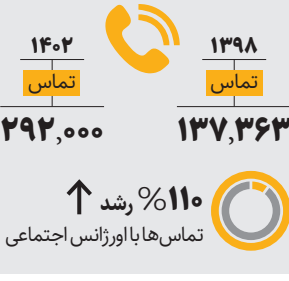 ۱۳۹۸
تماس
۱۳۷,۳۶۳
۱۴۰۲
تماس
۲۹۲,۰۰۰
۱۱۰% رشد ↑
تماس‌ها با اورژانس اجتماعی